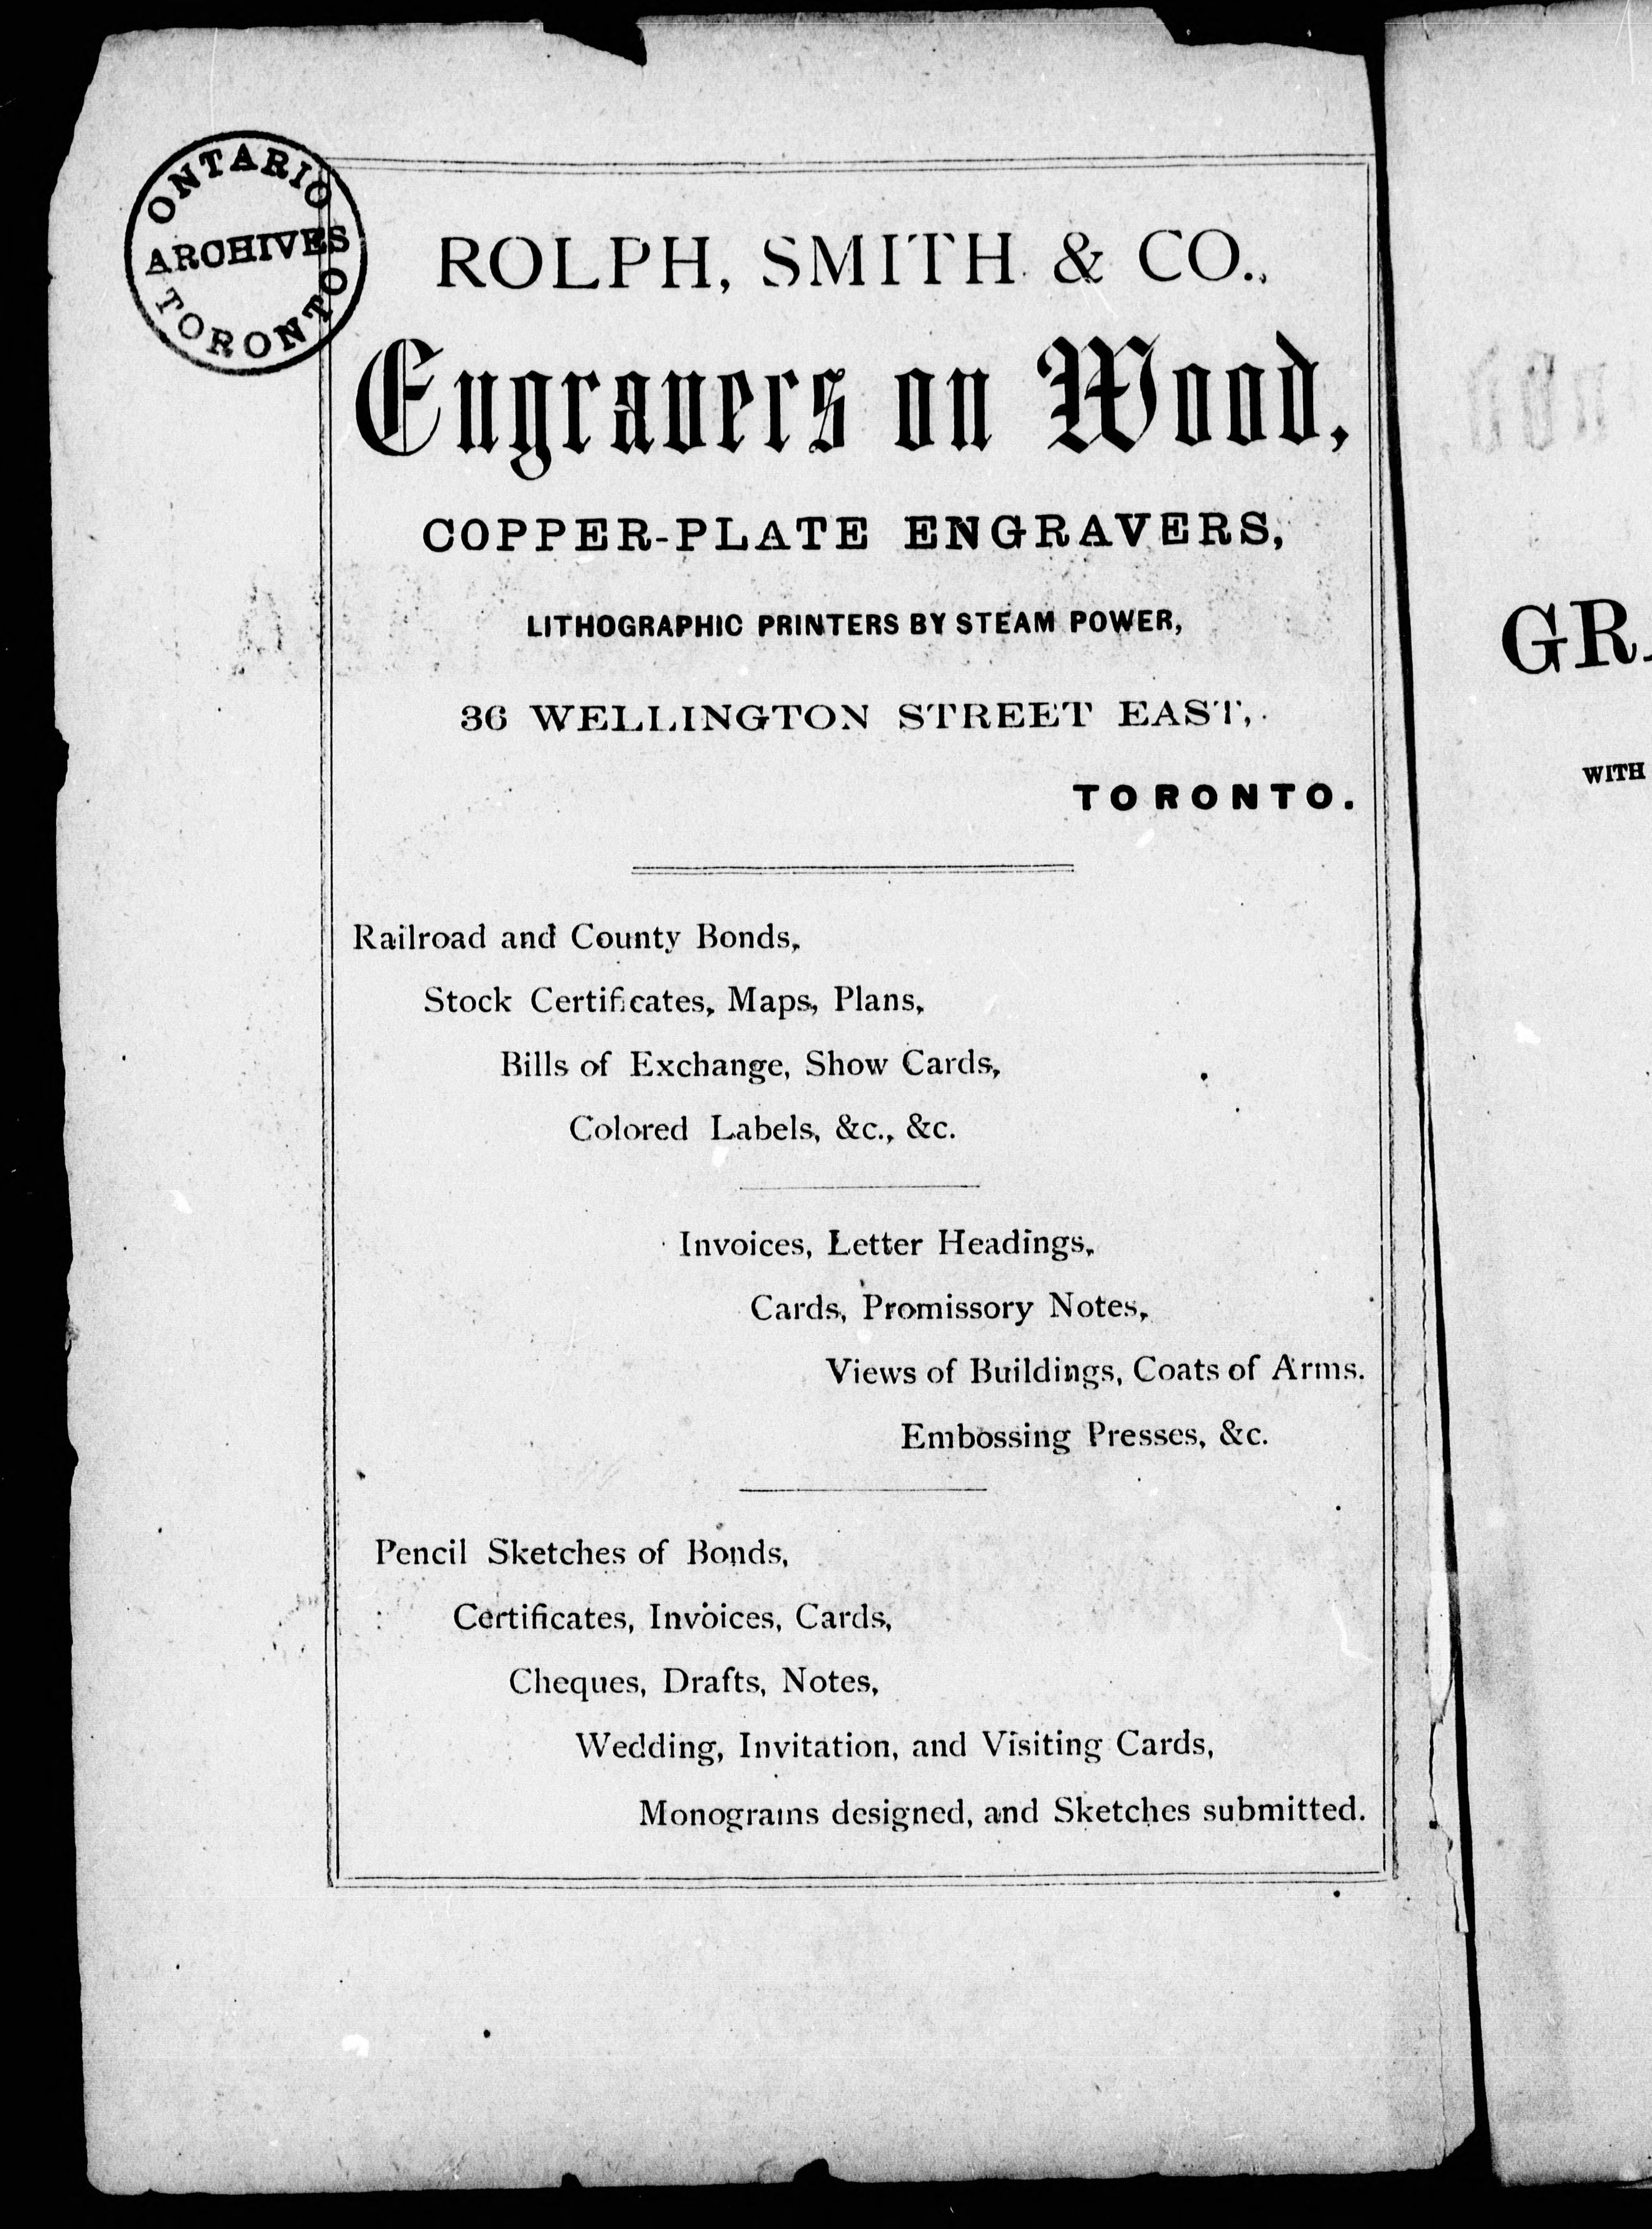 ONTARIO
ARCHIVES
TORONTO
ROLPH, SMITH & CO.,
Engravers on Wood,
COPPER-PLATE ENGRAVERS,
LITHOGRAPHIC PRINTERS BY STEAM POWER,
36 WELLINGTON STREET EAST,
TORONTO.
Railroad and County Bonds,
Stock Certificates, Maps, Plans,
Bills of Exchange, Show Cards,
Colored Labels, &c., &c.
Invoices, Letter Headings,
Cards, Promissory Notes,
Views of Buildings, Coats of Arms.
Embossing Presses, &c.
Pencil Sketches of Bonds,
Certificates, Invoices, Cards,
Cheques, Drafts, Notes,
Wedding, Invitation, and Visiting Cards,
Monograms designed, and Sketches submitted.
GR
WITH